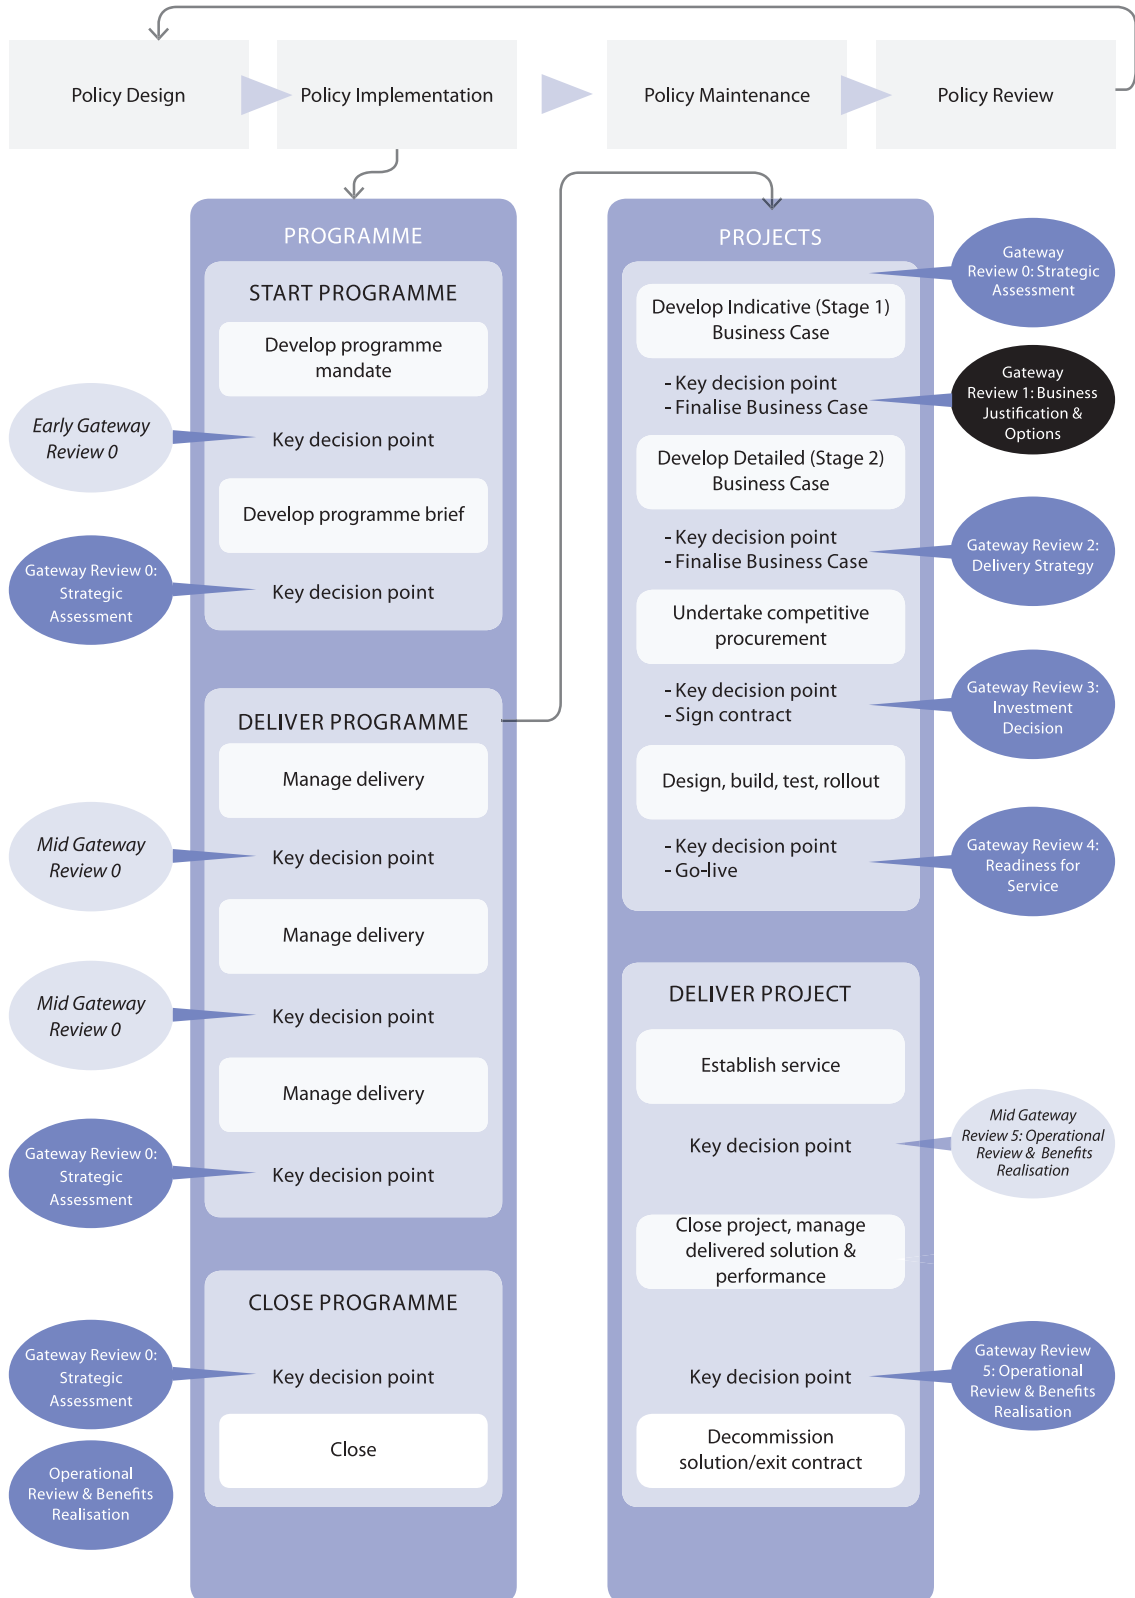 Policy Design
Policy Implementation
Policy Maintenance
Policy Review
PROGRAMME
START PROGRAMME
Develop programme
mandate
Early Gateway
Review 0
Key decision point
Develop programme brief
Gateway Review 0:
Strategic
Assessment
Key decision point
DELIVER PROGRAMME
Manage delivery
Mid Gateway
Review 0
Key decision point
Manage delivery
Mid Gateway
Review 0
Key decision point
Manage delivery
Gateway Review 0:
Strategic
Assessment
Key decision point
CLOSE PROGRAMME
Gateway Review 0:
Strategic
Assessment
Key decision point
Close
Operational
Review & Benefits
Realisation
PROJECTS
Gateway
Review 0: Strategic
Assessment
Develop Indicative (Stage 1)
Business Case
- Key decision point
- Finalise Business Case
Gateway
Review 1: Business
Justification &
Options
Develop Detailed (Stage 2)
Business Case
- Key decision point
- Finalise Business Case
Gateway Review 2:
Delivery Strategy
Undertake competitive
procurement
- Key decision point
- Sign contract
Gateway Review 3:
Investment
Decision
Design, build, test, rollout
- Key decision point
- Go-live
Gateway Review 4:
Readiness for
Service
DELIVER PROJECT
Establish service
Key decision point
Mid Gateway
Review 5: Operational
Review & Benefits
Realisation
Close project, manage
delivered solution &
performance
Key decision point
Gateway Review
5: Operational
Review & Benefits
Realisation
Decommission
solution/exit contract